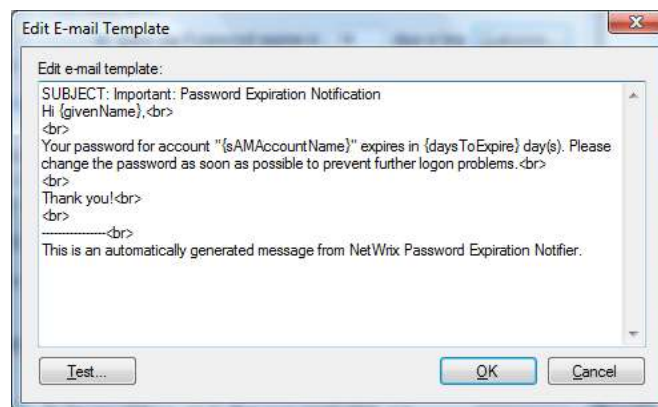 Edit E-mail Template
Edit e-mail template:
SUBJECT: Important: Password Expiration Notification
Hi {givenName},<br>
<br>
Your password for account "{sAMAccountName}" expires in {daysToExpire} day(s). Please
change the password as soon as possible to prevent further logon problems.<br>
<br>
Thank you!<br>
<br>
----------------<br>
This is an automatically generated message from NetWrix Password Expiration Notifier.
Test...
OK
Cancel